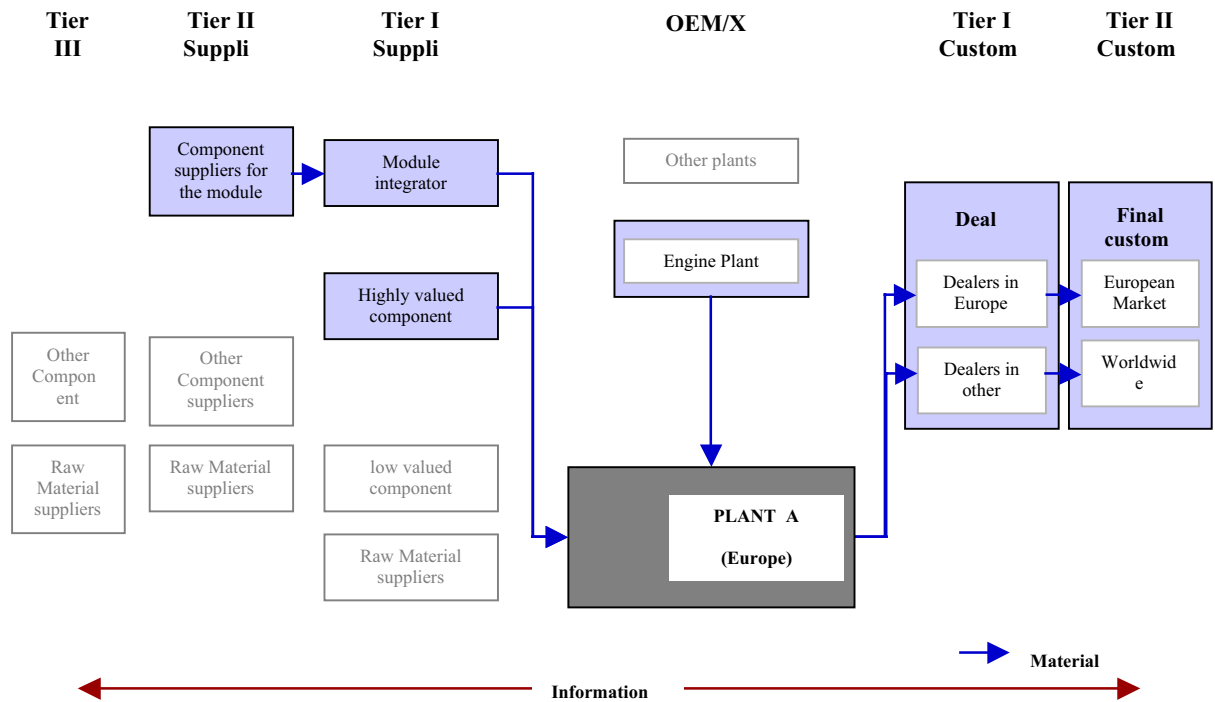 Tier
III
Tier II
Suppli
Tier I
Suppli
OEM/X
Tier I
Custom
Tier II
Custom
Component
suppliers for
the module
Module
integrator
Other plants
Engine Plant
Deal
Final
custom
Highly valued
component
Dealers in
Europe
European
Market
Other
Compon
ent
Other
Component
suppliers
Dealers in
other
Worldwid
e
Raw
Material
suppliers
Raw Material
suppliers
low valued
component
PLANT A
(Europe)
Raw Material
suppliers
Material
Information